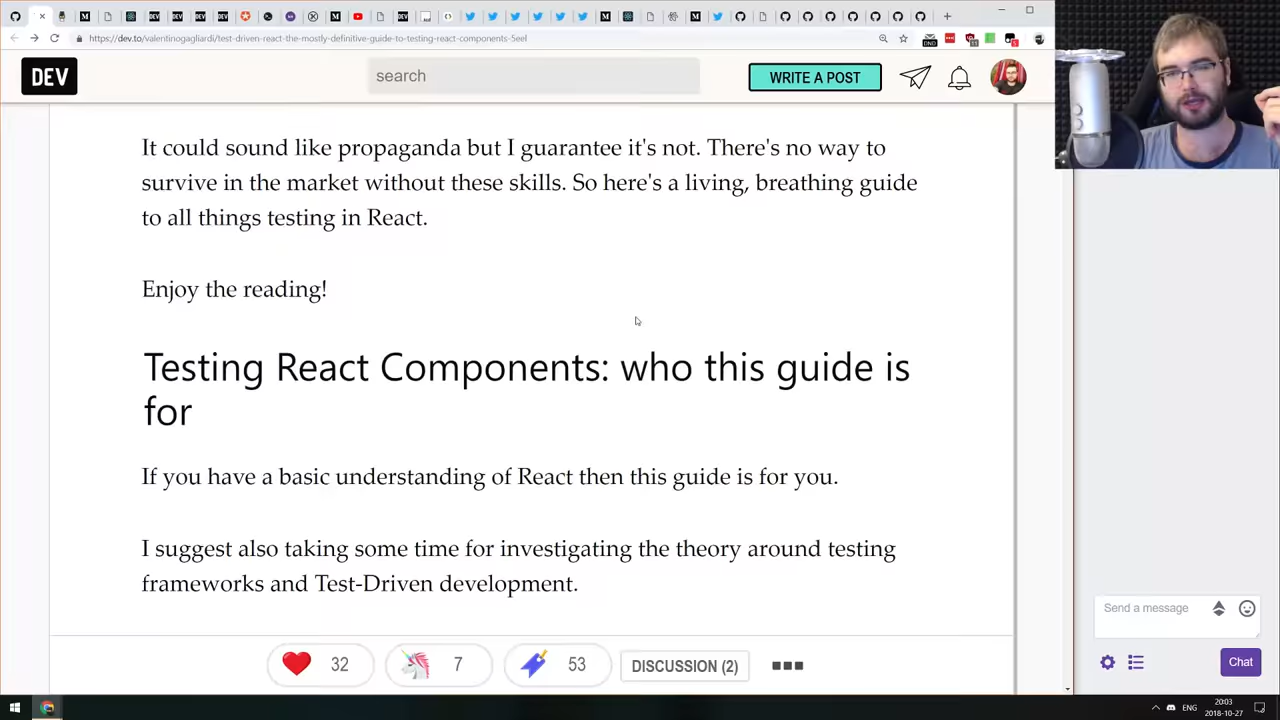 https://dev.to/valentinogagliardi/test-driven-react-the-mostly-definitive-guide-to-testing-react-components-5eel
DEV
search
WRITE A POST
It could sound like propaganda but I guarantee it's not. There's no way to
survive in the market without these skills. So here's a living, breathing guide
to all things testing in React.
Enjoy the reading!
Testing React Components: who this guide is
for
If you have a basic understanding of React then this guide is for you.
I suggest also taking some time for investigating the theory around testing
frameworks and Test-Driven development.
32
7
53
DISCUSSION (2)
Send a message
Chat
ENG
20:03
2018-10-27